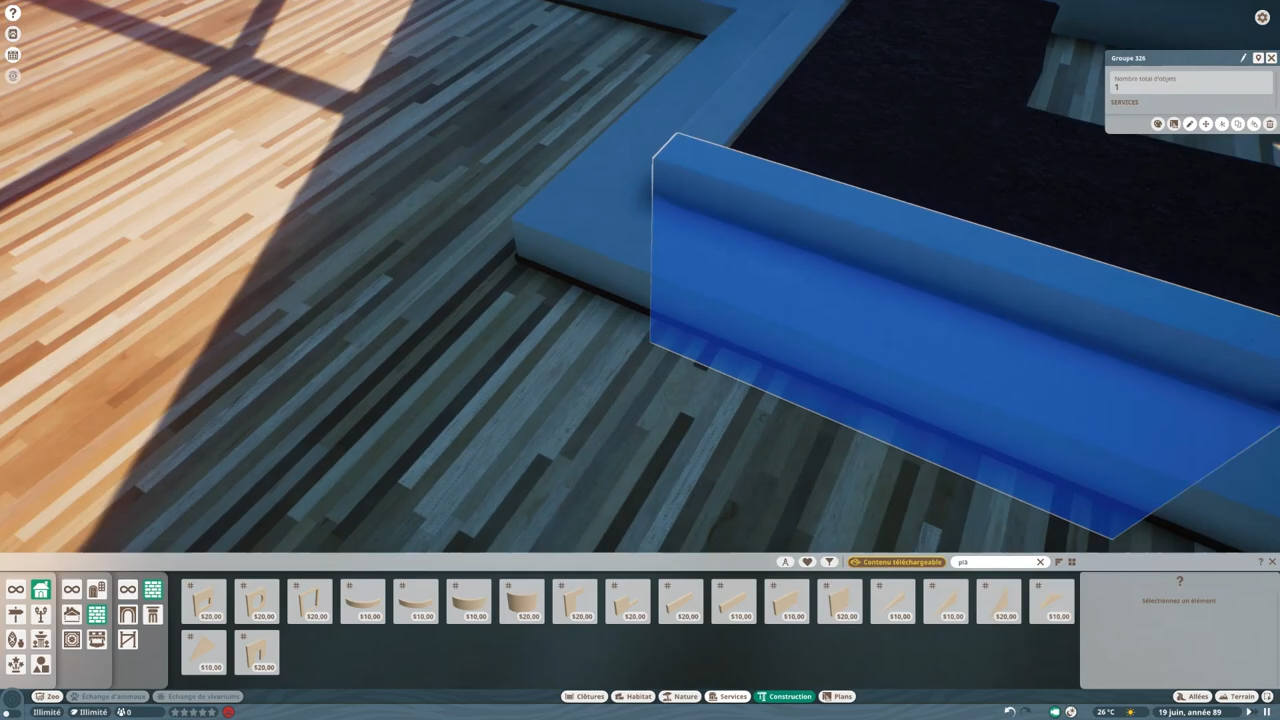 ?
Groupe 326
Nombre total d'objets
1
SERVICES
A
Contenu téléchargeable
pla
?
$20,00 $20,00 $20,00 $10,00 $10,00 $20,00 $20,00 $20,00 $20,00 $20,00 $10,00 $20,00 $20,00 $10,00 $10,00 $20,00 $10,00
$10,00 $20,00
?
Sélectionnez un élément
Zoo Échange d'animaux Échange de vivariums Clôtures Habitat Nature Services Construction Plans Allées Terrain
Illimité Illimité 0 26 °C 19 juin, année 89